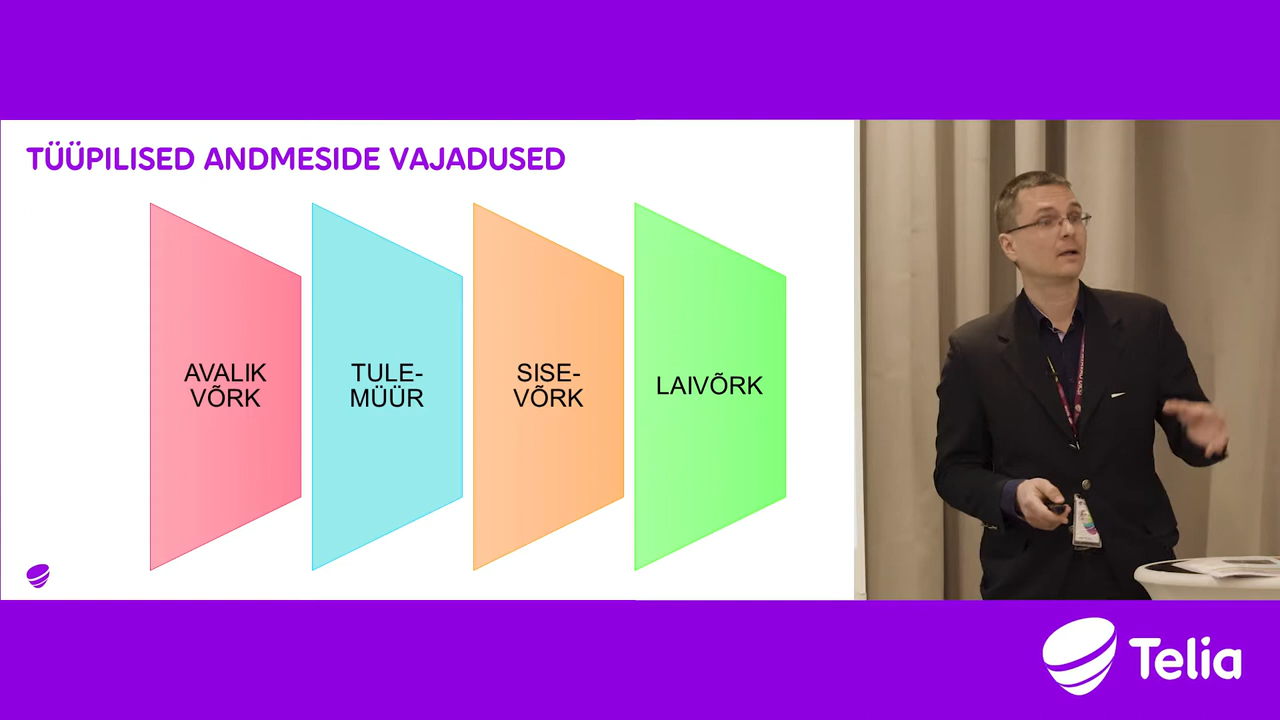 TÜÜPILISED ANDMESIDE VAJADUSED
AVALIK
VÕRK
TULE-
MÜÜR
SISE-
VÕRK
LAIVÕRK
Telia